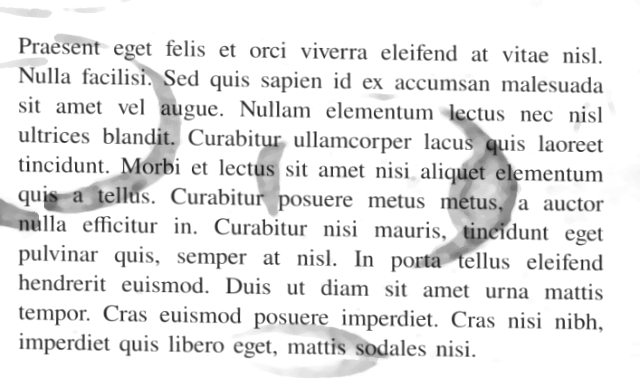 Praesent eget felis et orci viverra eleifend at vitae nisl.
Nulla facilisi. Sed quis sapien id ex accumsan malesuada
sit amet vel augue. Nullam elementum lectus nec nisl
ultrices blandit. Curabitur ullamcorper lacus quis laoreet
tincidunt. Morbi et lectus sit amet nisi aliquet elementum
quis a tellus. Curabitur posuere metus metus, a auctor
nulla efficitur in. Curabitur nisi mauris, tincidunt eget
pulvinar quis, semper at nisl. In porta tellus eleifend
hendrerit euismod. Duis ut diam sit amet urna mattis
tempor. Cras euismod posuere imperdiet. Cras nisi nibh,
imperdiet quis libero eget, mattis sodales nisi.